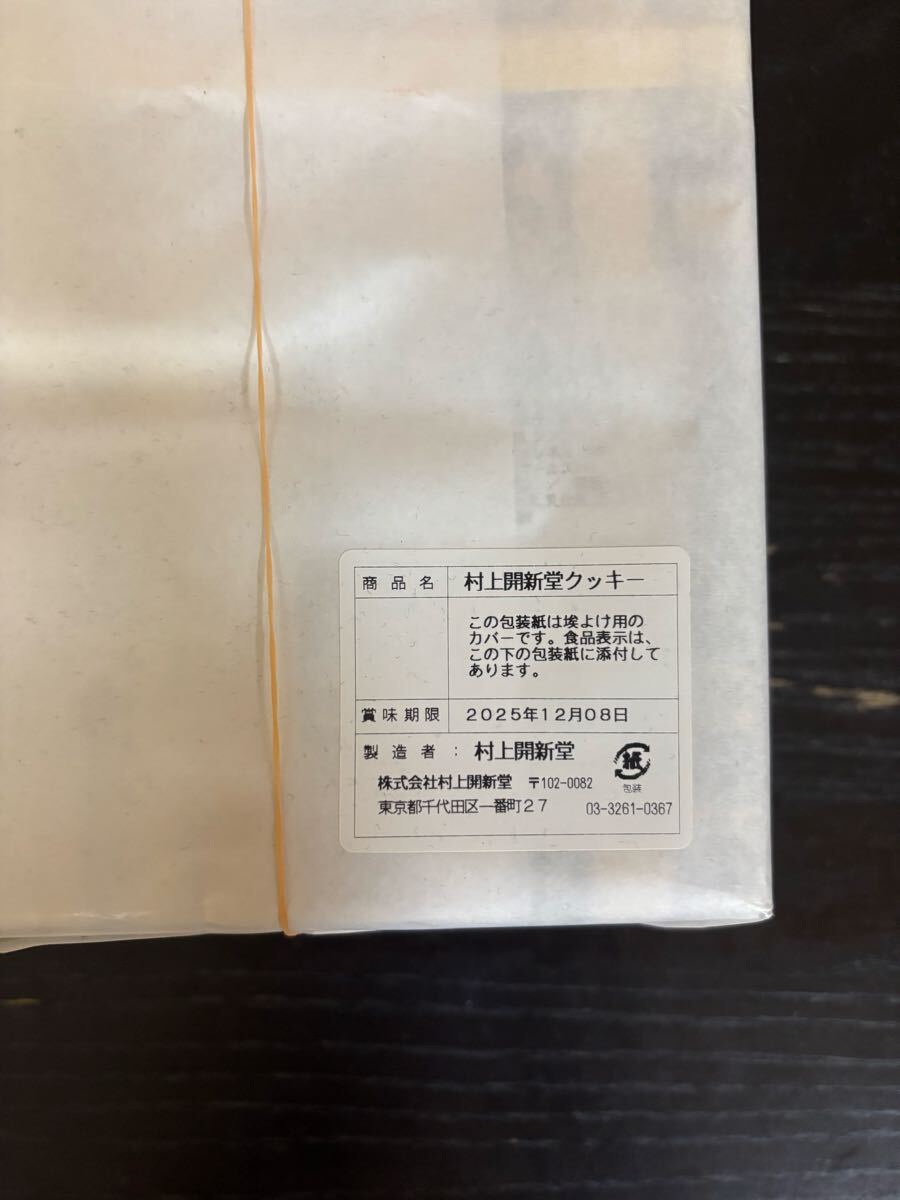 商品名 村上開新堂クッキー
この包装紙は埃よけ用の
カバーです。食品表示は、
この下の包装紙に添付して
あります。
賞味期限 2025年12月08日
製造者： 村上開新堂
株式会社村上開新堂 〒102-0082
東京都千代田区一番町27 03-3261-0367
紙
包装